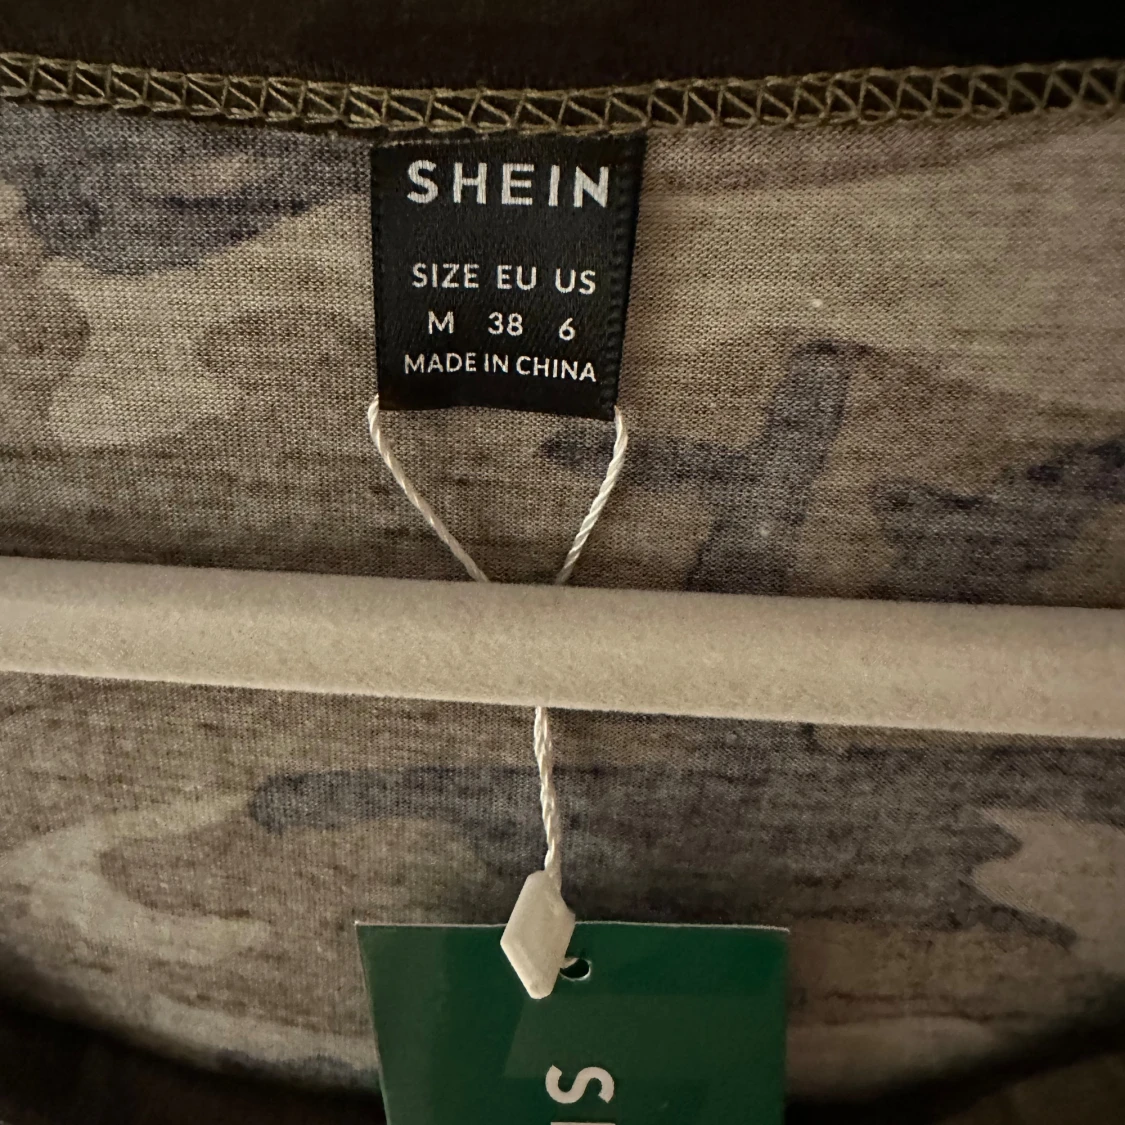 SHEIN
SIZE EU US
M 38 6
MADE IN CHINA
S